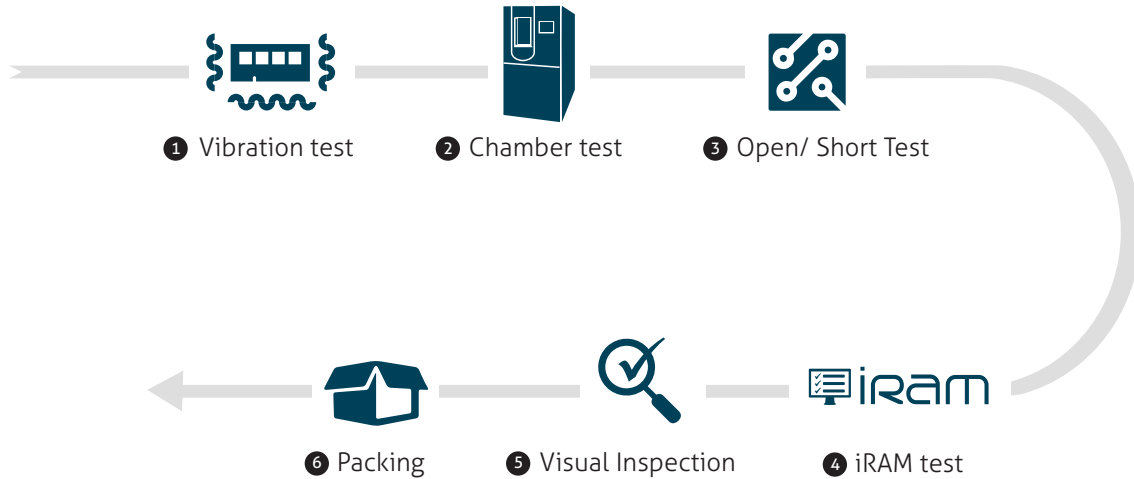 1 Vibration test
2 Chamber test
3 Open/ Short Test
iRam
4 iRAM test
5 Visual Inspection
6 Packing